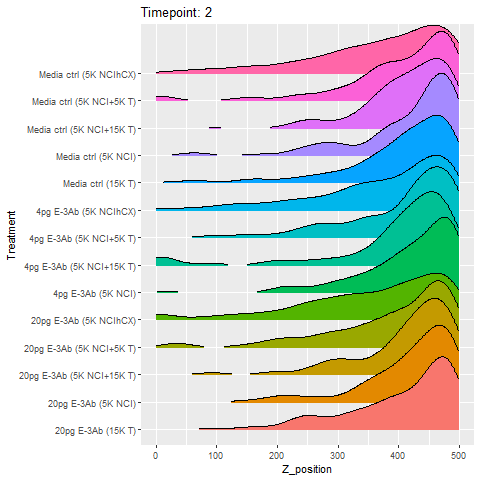 Timepoint: 2
Media ctrl (5K NCIhCX)
Media ctrl (5K NCI+5K T)
Media ctrl (5K NCI+15K T)
Media ctrl (5K NCI)
Media ctrl (15K T)
4pg E-3Ab (5K NCIhCX)
4pg E-3Ab (5K NCI+5K T)
4pg E-3Ab (5K NCI+15K T)
4pg E-3Ab (5K NCI)
20pg E-3Ab (5K NCIhCX)
20pg E-3Ab (5K NCI+5K T)
20pg E-3Ab (5K NCI+15K T)
20pg E-3Ab (5K NCI)
20pg E-3Ab (15K T)
Treatment
0 100 200 300 400 500
Z_position